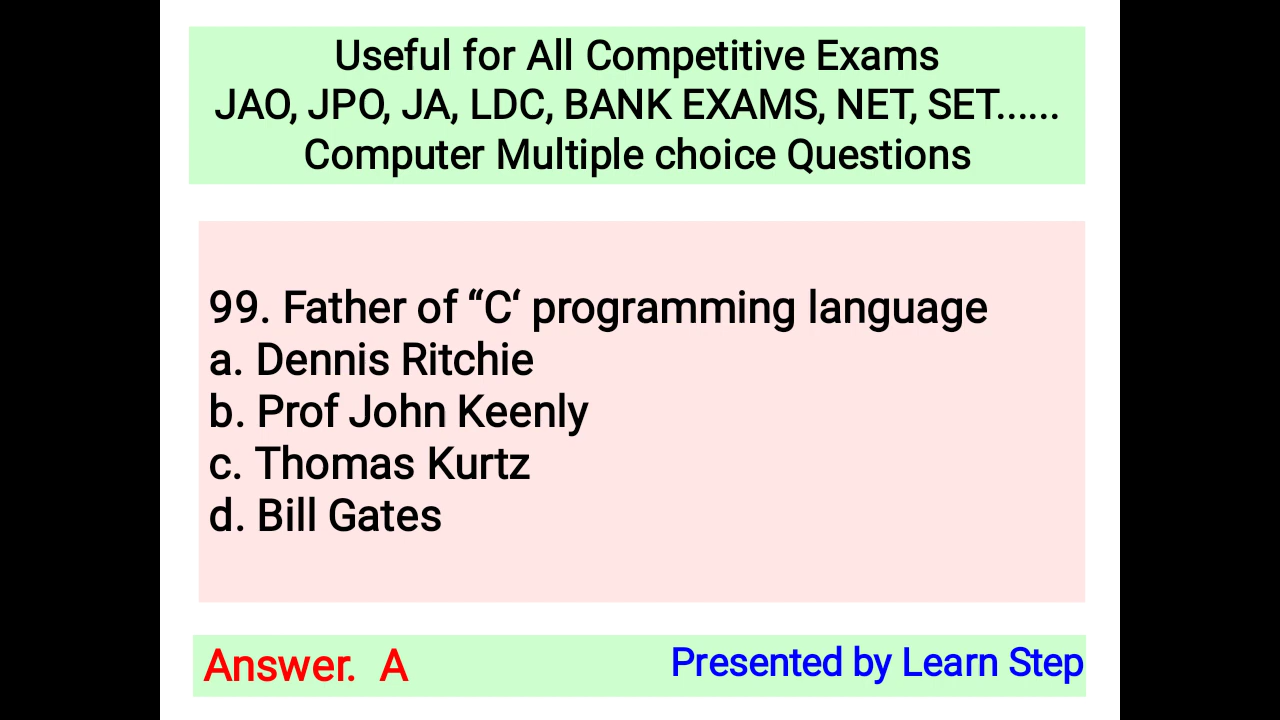 Useful for All Competitive Exams
JAO, JPO, JA, LDC, BANK EXAMS, NET, SET......
Computer Multiple choice Questions
99. Father of “C‘ programming language
a. Dennis Ritchie
b. Prof John Keenly
c. Thomas Kurtz
d. Bill Gates
Answer.  A
Presented by Learn Step